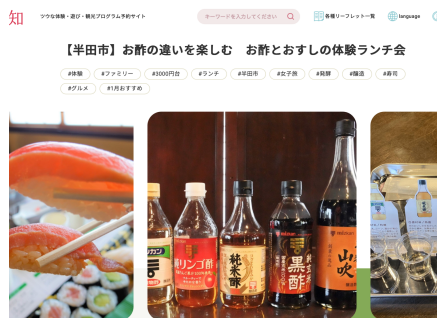 知
ツウな体験・遊び・観光プログラム予約サイト
キーワードを入力してください
各種リーフレット一覧
language
【半田市】お酢の違いを楽しむ お酢とおすしの体験ランチ会
#体験 #ファミリー #3000円台 #ランチ #半田市 #女子旅 #発酵 #醸造 #寿司
#グルメ #1月おすすめ
リンゴ酢
純米酢
黒酢
山吹